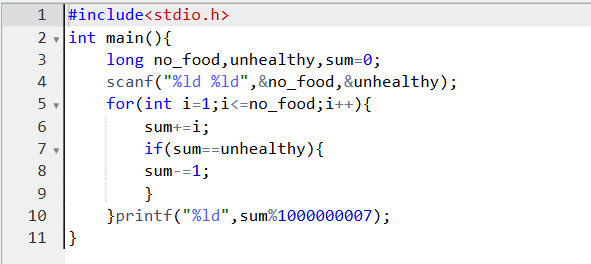 1 #include<stdio.h>
2 int main(){
3 long no_food,unhealthy,sum=0;
4 scanf("%ld %ld",&no_food,&unhealthy);
5 for(int i=1;i<=no_food;i++){
6 sum+=i;
7 if(sum==unhealthy){
8 sum-=1;
9 }
10 }printf("%ld",sum%1000000007);
11 }